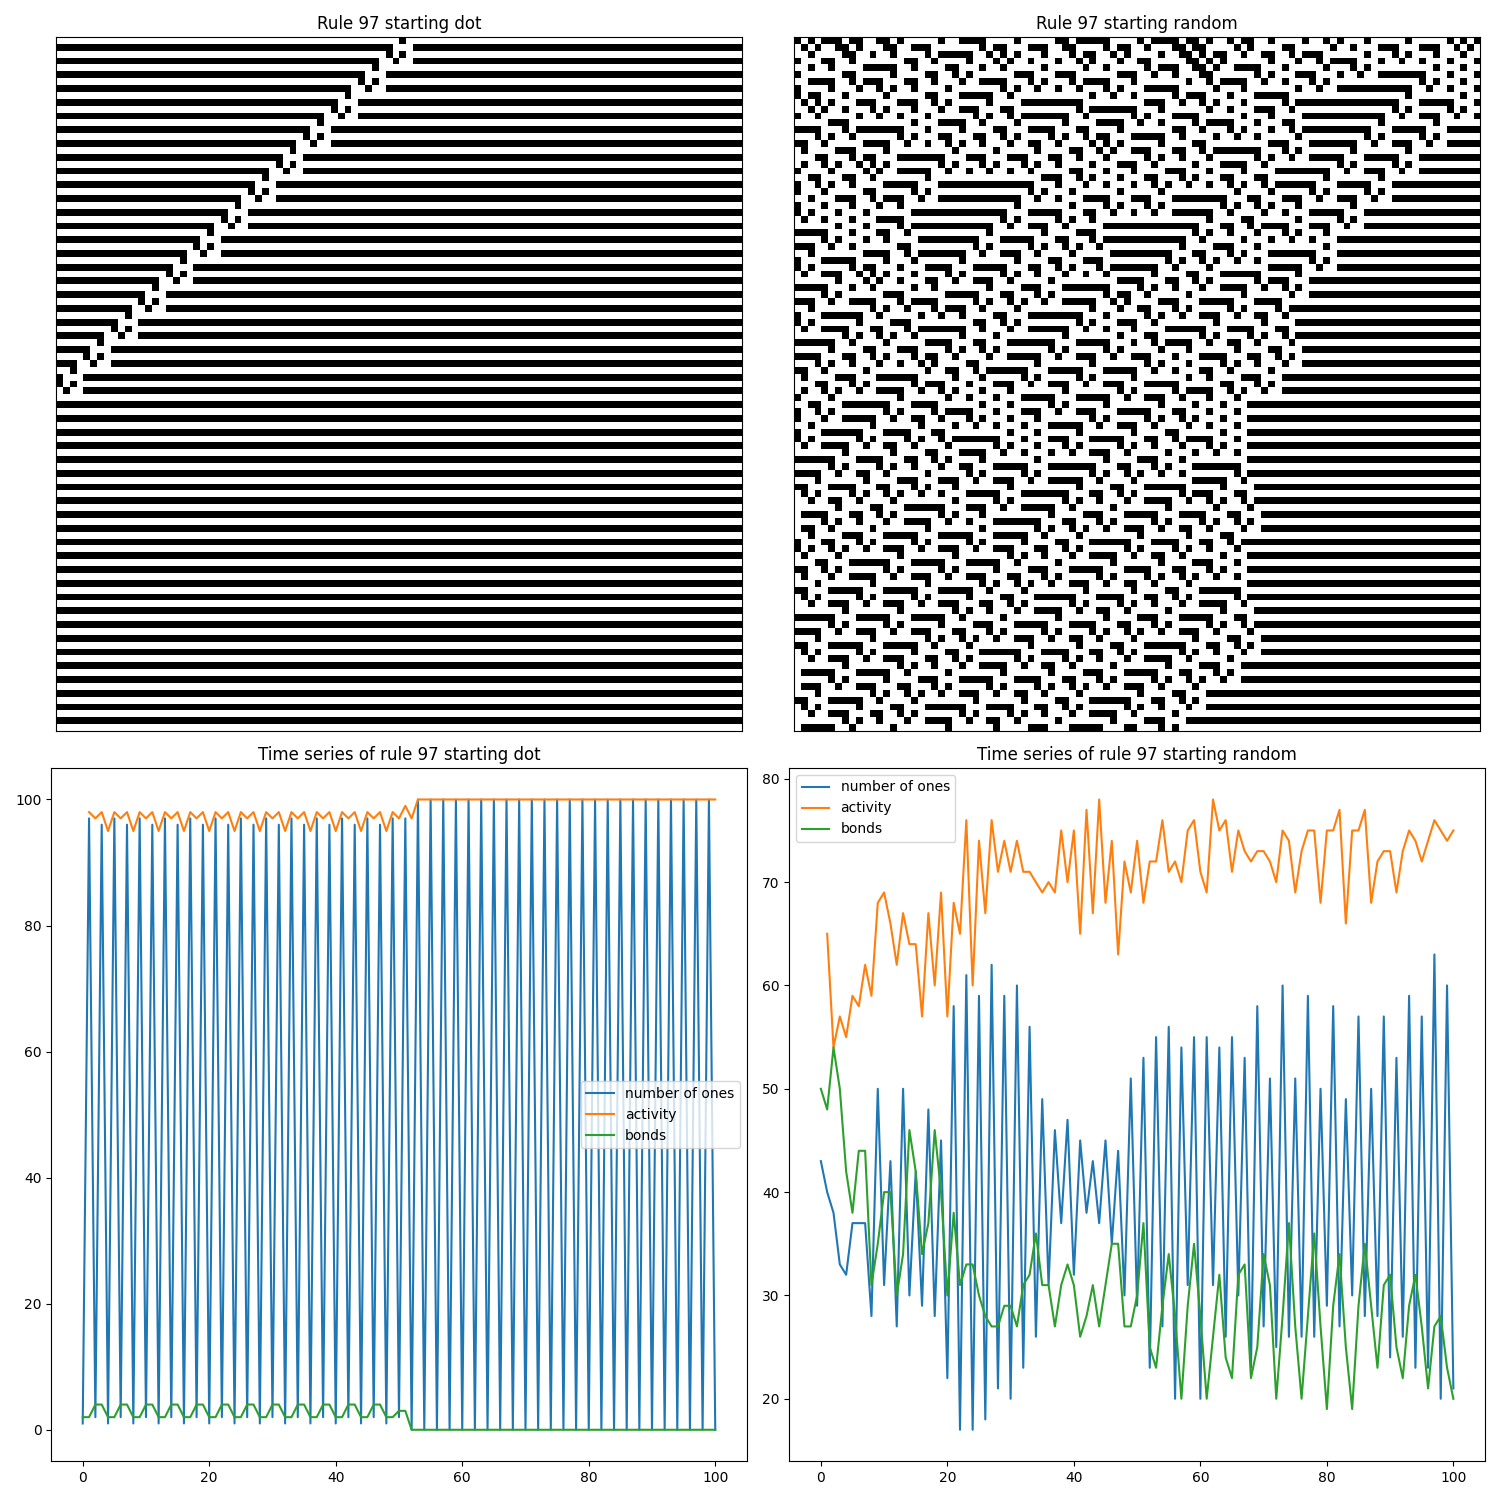 Rule 97 starting dot
Rule 97 starting random
Time series of rule 97 starting dot
100
80
60
40
20
0
number of ones
activity
bonds
0
20
40
60
80
100
Time series of rule 97 starting random
80
70
60
50
40
30
20
number of ones
activity
bonds
0
20
40
60
80
100